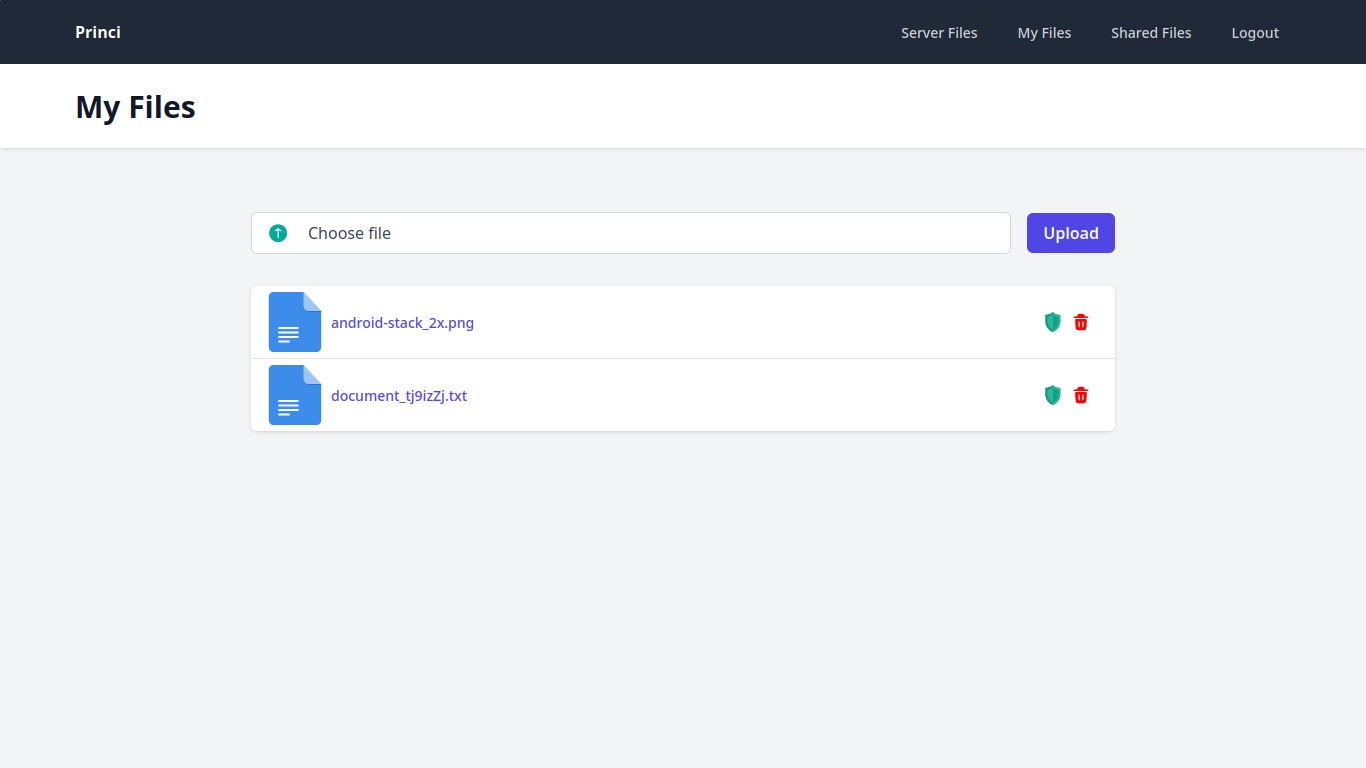 Princi
Server Files
My Files
Shared Files
Logout
My Files
Choose file
Upload
android-stack_2x.png
document_tj9izZj.txt